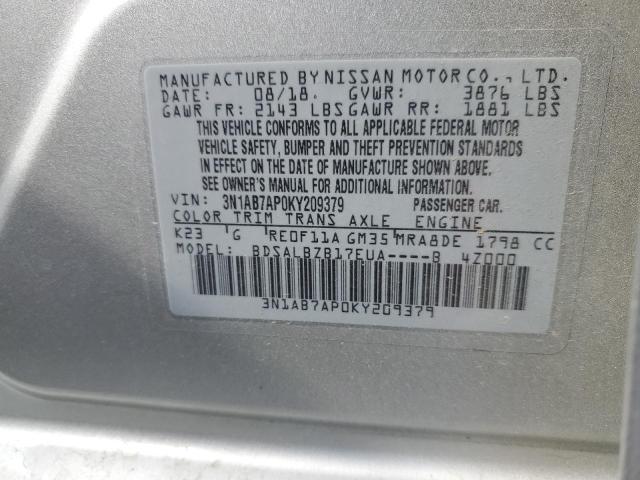 MANUFACTURED BY NISSAN MOTOR CO., LTD.
DATE: 08/18. GVWR: 3876 LBS
GAWR FR: 2143 LBS GAWR RR: 1881 LBS
THIS VEHICLE CONFORMS TO ALL APPLICABLE FEDERAL MOTOR
VEHICLE SAFETY, BUMPER AND THEFT PREVENTION STANDARDS
IN EFFECT ON THE DATE OF MANUFACTURE SHOWN ABOVE.
SEE OWNER'S MANUAL FOR ADDITIONAL INFORMATION.
VIN: 3N1AB7AP0KY209379 PASSENGER CAR.
COLOR TRIM TRANS AXLE ENGINE
K23 G RE0F11A GM35 MRA8DE 1798 CC
MODEL: BDSALBZB17EUA----B 4Z000
3N1AB7AP0KY209379